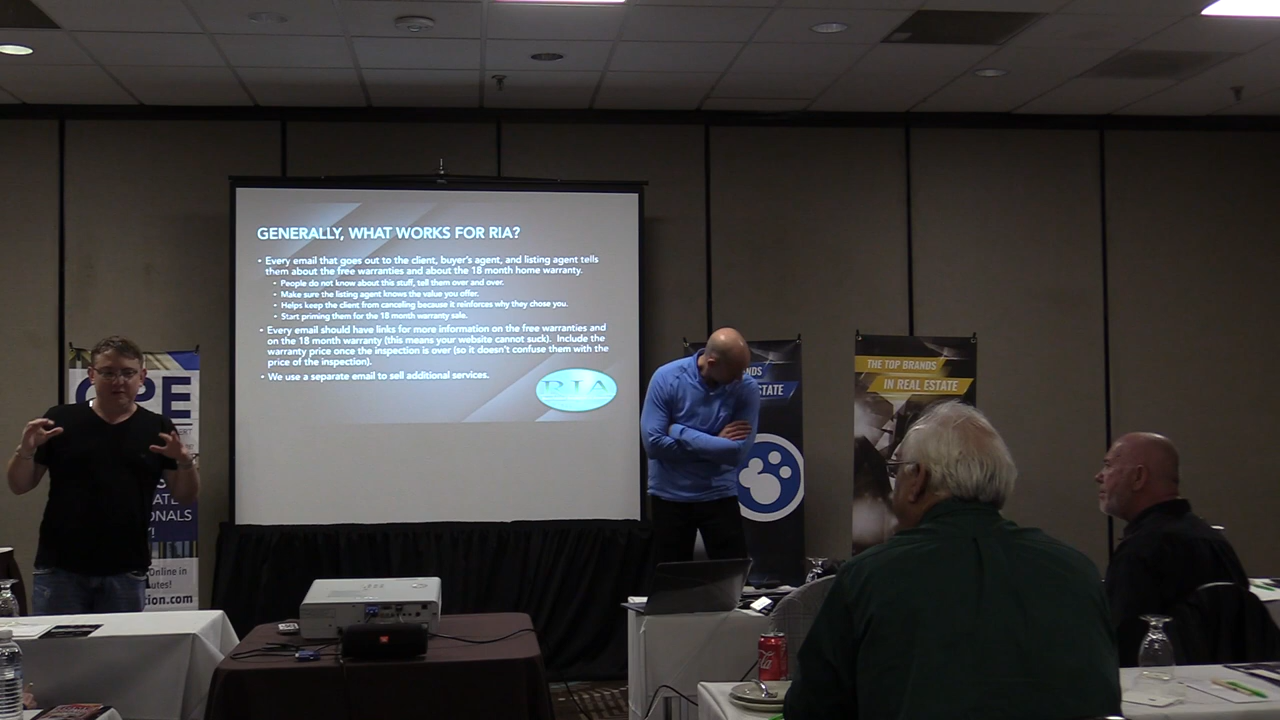 GENERALLY, WHAT WORKS FOR RIA?
• Every email that goes out to the client, buyer's agent, and listing agent tells
them about the free warranties and about the 18 month home warranty.
• People do not know about this stuff, tell them over and over.
• Make sure the listing agent knows the value you offer.
• Helps keep the client from canceling because it reinforces why they chose you.
• Start priming them for the 18 month warranty sale.
• Every email should have links for more information on the free warranties and
on the 18 month warranty (this means your website cannot suck). Include the
warranty price once the inspection is over (so it doesn't confuse them with the
price of the inspection).
• We use a separate email to sell additional services.
RIA
THE TOP BRANDS
IN REAL ESTATE
Online in